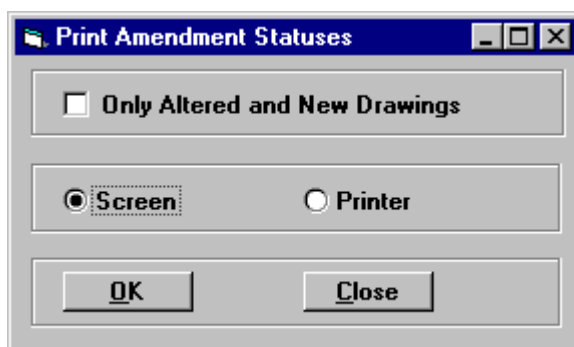 Print Amendment Statuses
Only Altered and New Drawings
Screen Printer
OK Close